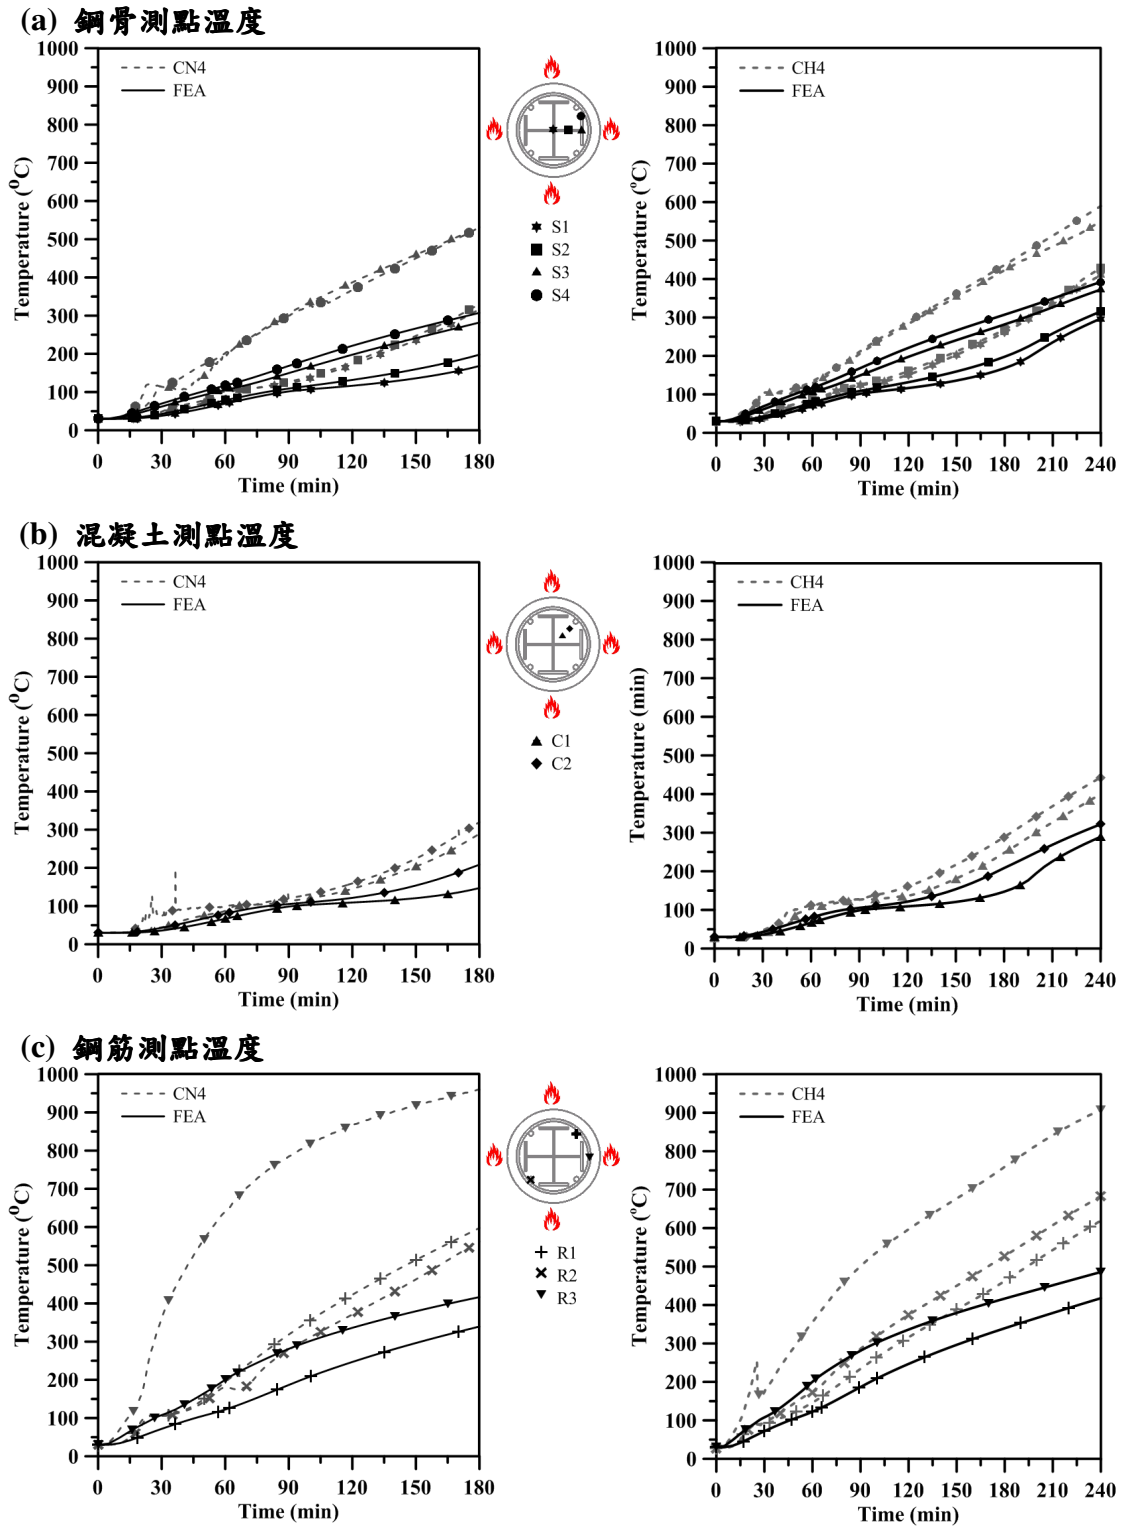 (a) 鋼骨測點溫度
1000
900
800
700
600
500
400
300
200
100
0
Temperature (ᴼC)
CN4
FEA
0 30 60 90 120 150 180
Time (min)
S1
S2
S3
S4
1000
900
800
700
600
500
400
300
200
100
0
Temperature (°C)
CH4
FEA
0 30 60 90 120 150 180 210 240
Time (min)
(b) 混凝土測點溫度
1000
900
800
700
600
500
400
300
200
100
0
Temperature (ᴼC)
CN4
FEA
0 30 60 90 120 150 180
Time (min)
C1
C2
1000
900
800
700
600
500
400
300
200
100
0
Temperature (min)
CH4
FEA
0 30 60 90 120 150 180 210 240
Time (min)
(c) 鋼筋測點溫度
1000
900
800
700
600
500
400
300
200
100
0
Temperature (ᴼC)
CN4
FEA
0 30 60 90 120 150 180
Time (min)
R1
R2
R3
1000
900
800
700
600
500
400
300
200
100
0
Temperature (°C)
CH4
FEA
0 30 60 90 120 150 180 210 240
Time (min)